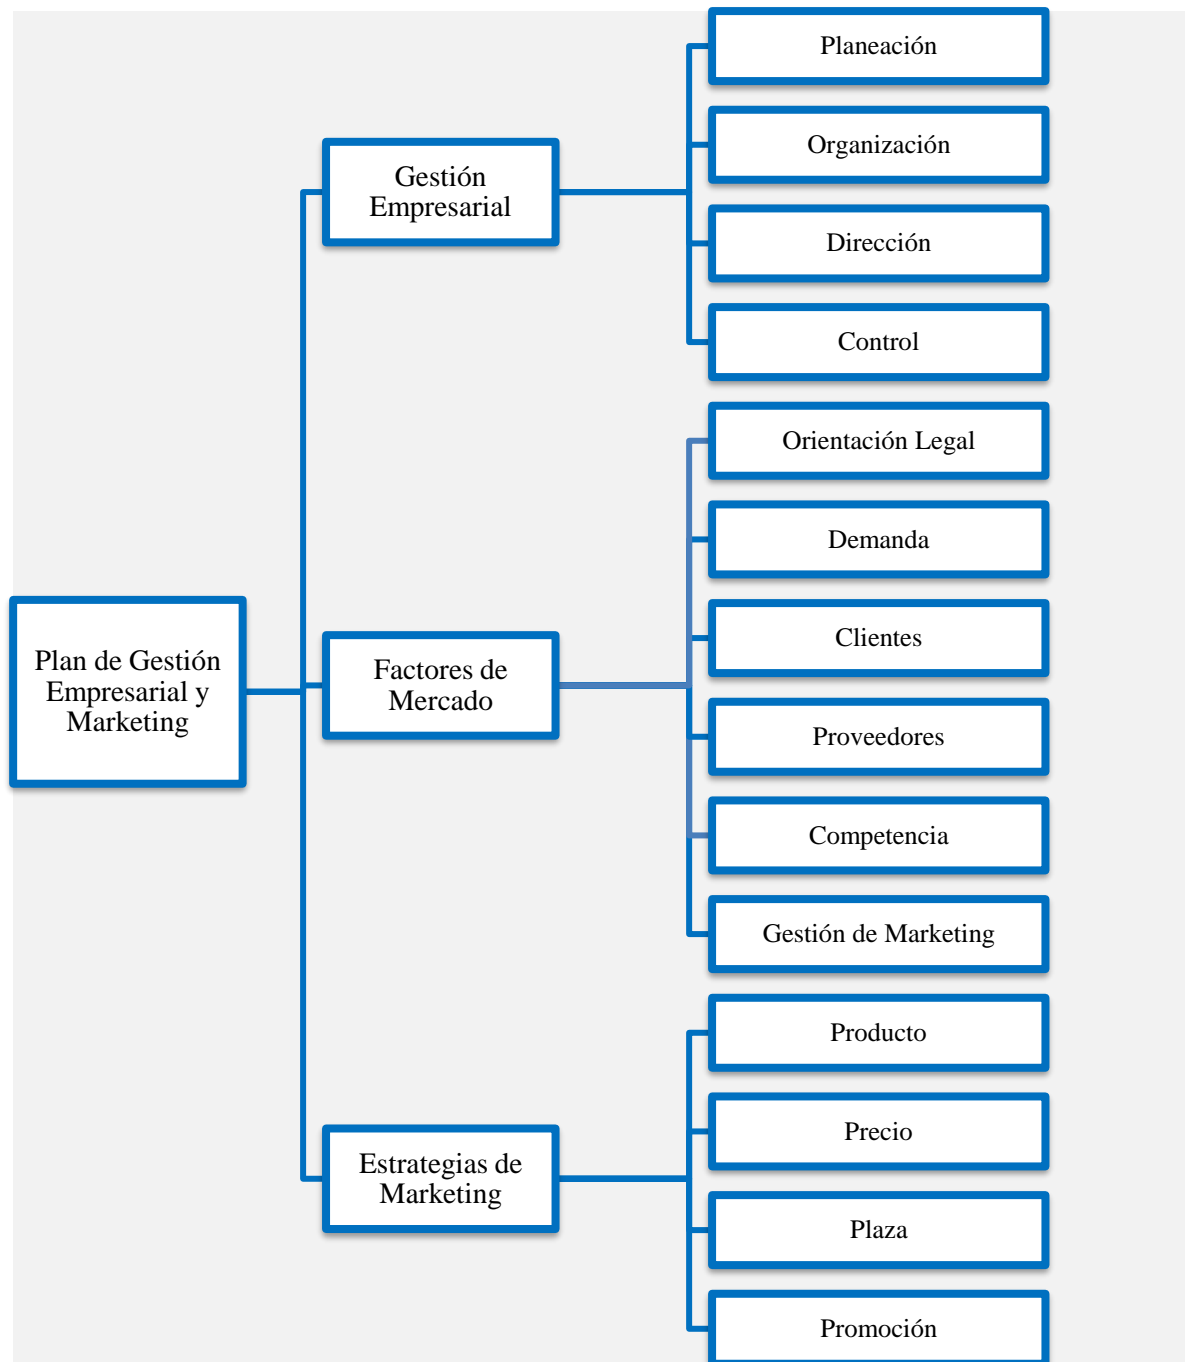 Planeación
Organización
Gestión
Empresarial
Dirección
Control
Orientación Legal
Demanda
Clientes
Plan de Gestión
Empresarial y
Marketing
Factores de
Mercado
Proveedores
Competencia
Gestión de Marketing
Producto
Precio
Estrategias de
Marketing
Plaza
Promoción